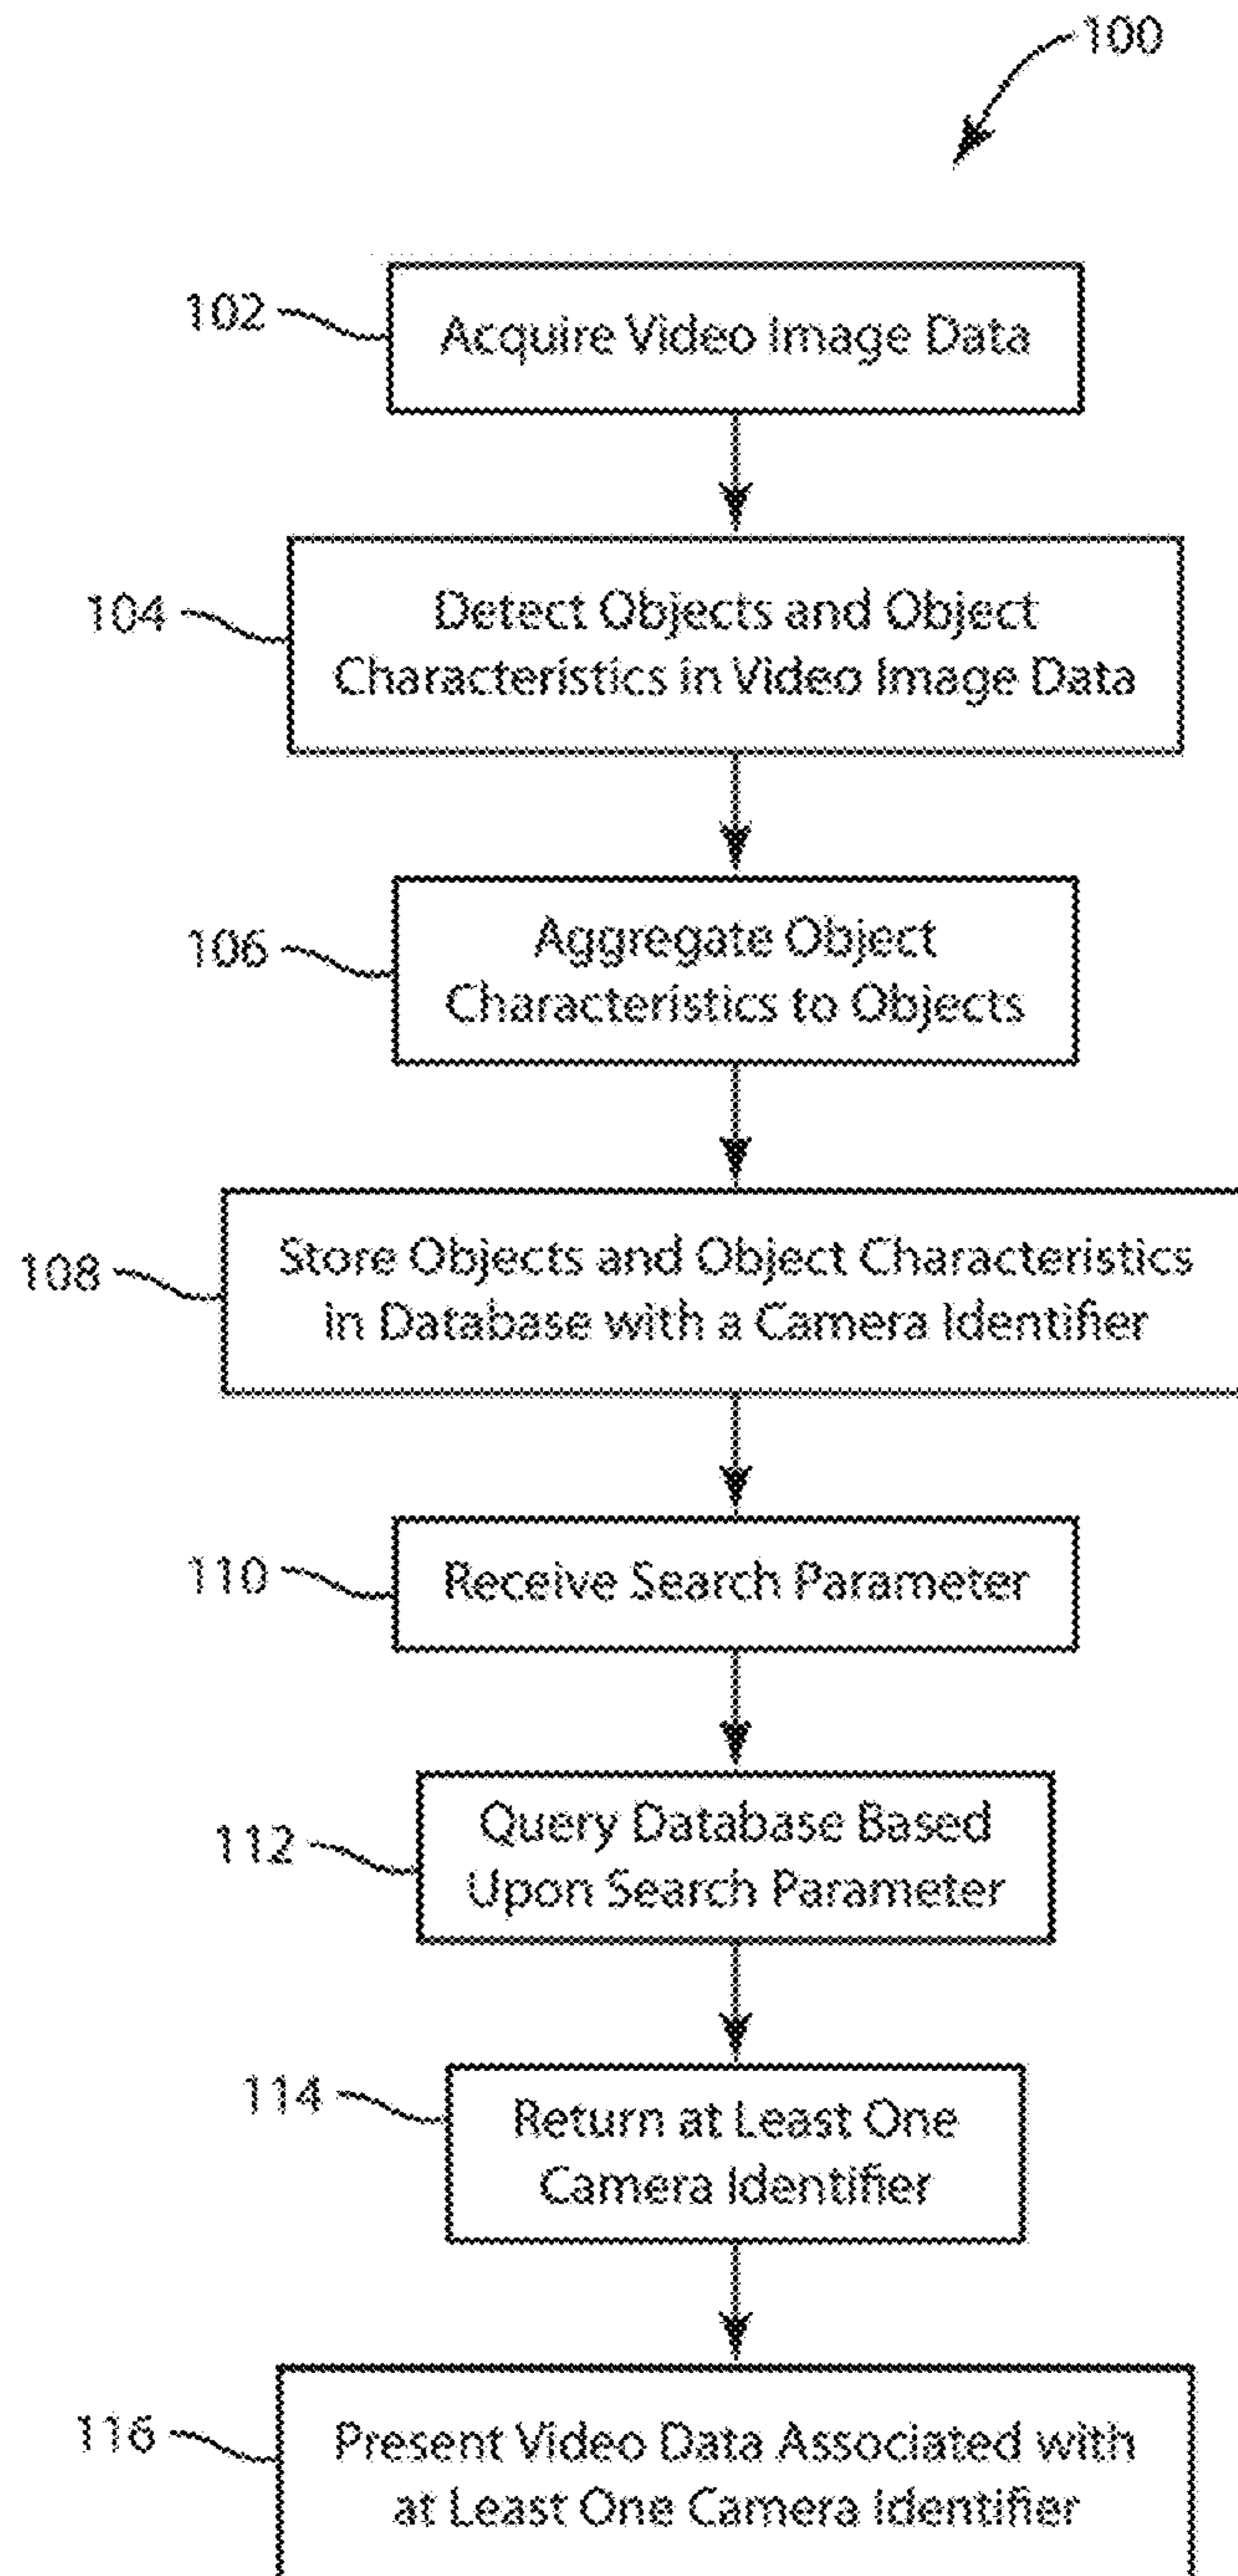 100
102
Acquire Video Image Data
104
Detect Objects and Object
Characteristics in Video Image Data
106
Aggregate Object
Characteristics to Objects
108
Store Objects and Object Characteristics
in Database with a Camera Identifier
110
Receive Search Parameter
112
Query Database Based
Upon Search Parameter
114
Return at Least One
Camera Identifier
116
Present Video Data Associated with
at Least One Camera Identifier